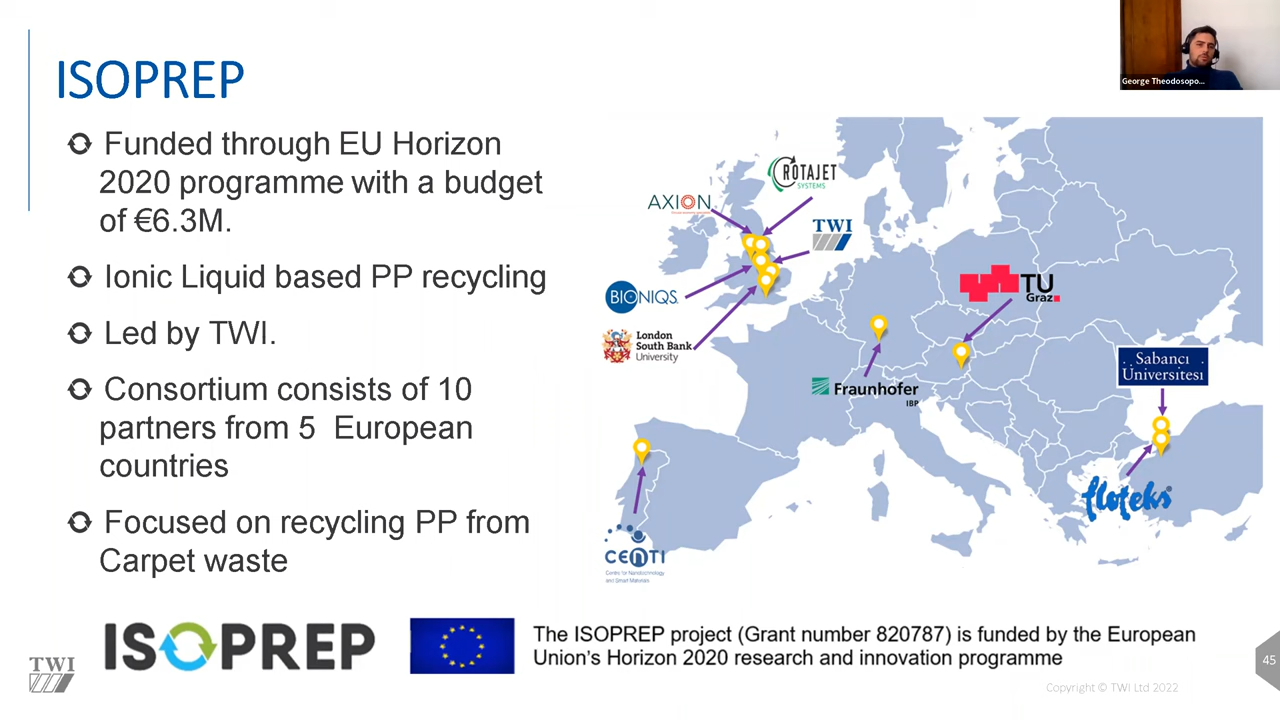 ISOPREP
George Theodosopo...
Funded through EU Horizon
2020 programme with a budget
of €6.3M.
Ionic Liquid based PP recycling
Led by TWI.
Consortium consists of 10
partners from 5 European
countries
Focused on recycling PP from
Carpet waste
ROTAJET
SYSTEMS
AXION
TWI
BIONIQS
London
South Bank
University
TU
Graz
Fraunhofer
IBP
Sabancı
Üniversitesi
floteks
CENTI
Centre for Nanotechnology
and Smart Materials
ISOPREP
The ISOPREP project (Grant number 820787) is funded by the European
Union's Horizon 2020 research and innovation programme
TWI
Copyright © TWI Ltd 2022
45